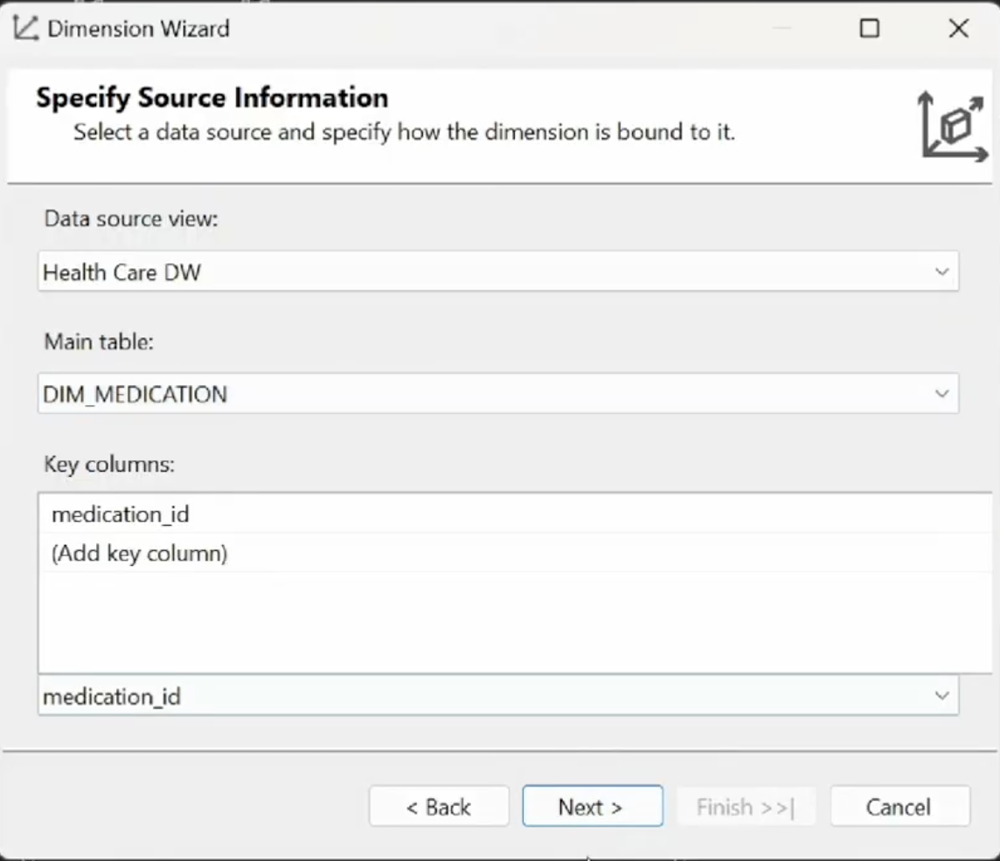 Dimension Wizard
Specify Source Information
Select a data source and specify how the dimension is bound to it.
Data source view:
Health Care DW
Main table:
DIM_MEDICATION
Key columns:
medication_id
(Add key column)
medication_id
< Back
Next >
Finish >>|
Cancel